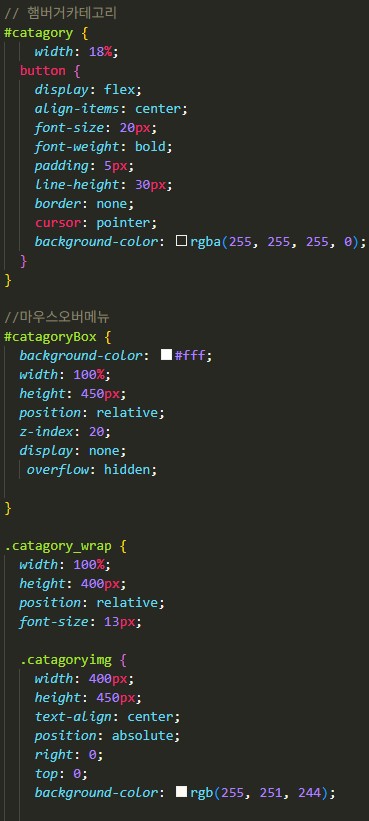 // 햄버거카테고리
#catagory {
    width: 18%;
  button {
    display: flex;
    align-items: center;
    font-size: 20px;
    font-weight: bold;
    padding: 5px;
    line-height: 30px;
    border: none;
    cursor: pointer;
    background-color: rgba(255, 255, 255, 0);
  }
}

//마우스오버메뉴
#catagoryBox {
  background-color: #fff;
  width: 100%;
  height: 450px;
  position: relative;
  z-index: 20;
  display: none;
   overflow: hidden;

}

.catagory_wrap {
  width: 100%;
  height: 400px;
  position: relative;
  font-size: 13px;

  .catagoryimg {
    width: 400px;
    height: 450px;
    text-align: center;
    position: absolute;
    right: 0;
    top: 0;
    background-color: rgb(255, 251, 244);